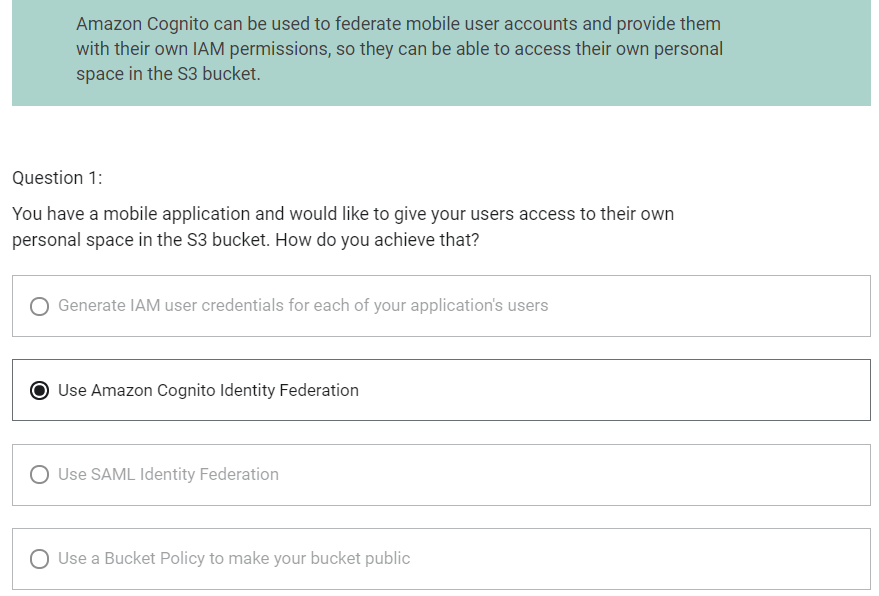 Amazon Cognito can be used to federate mobile user accounts and provide them
with their own IAM permissions, so they can be able to access their own personal
space in the S3 bucket.
Question 1:
You have a mobile application and would like to give your users access to their own
personal space in the S3 bucket. How do you achieve that?
Generate IAM user credentials for each of your application's users
Use Amazon Cognito Identity Federation
Use SAML Identity Federation
Use a Bucket Policy to make your bucket public